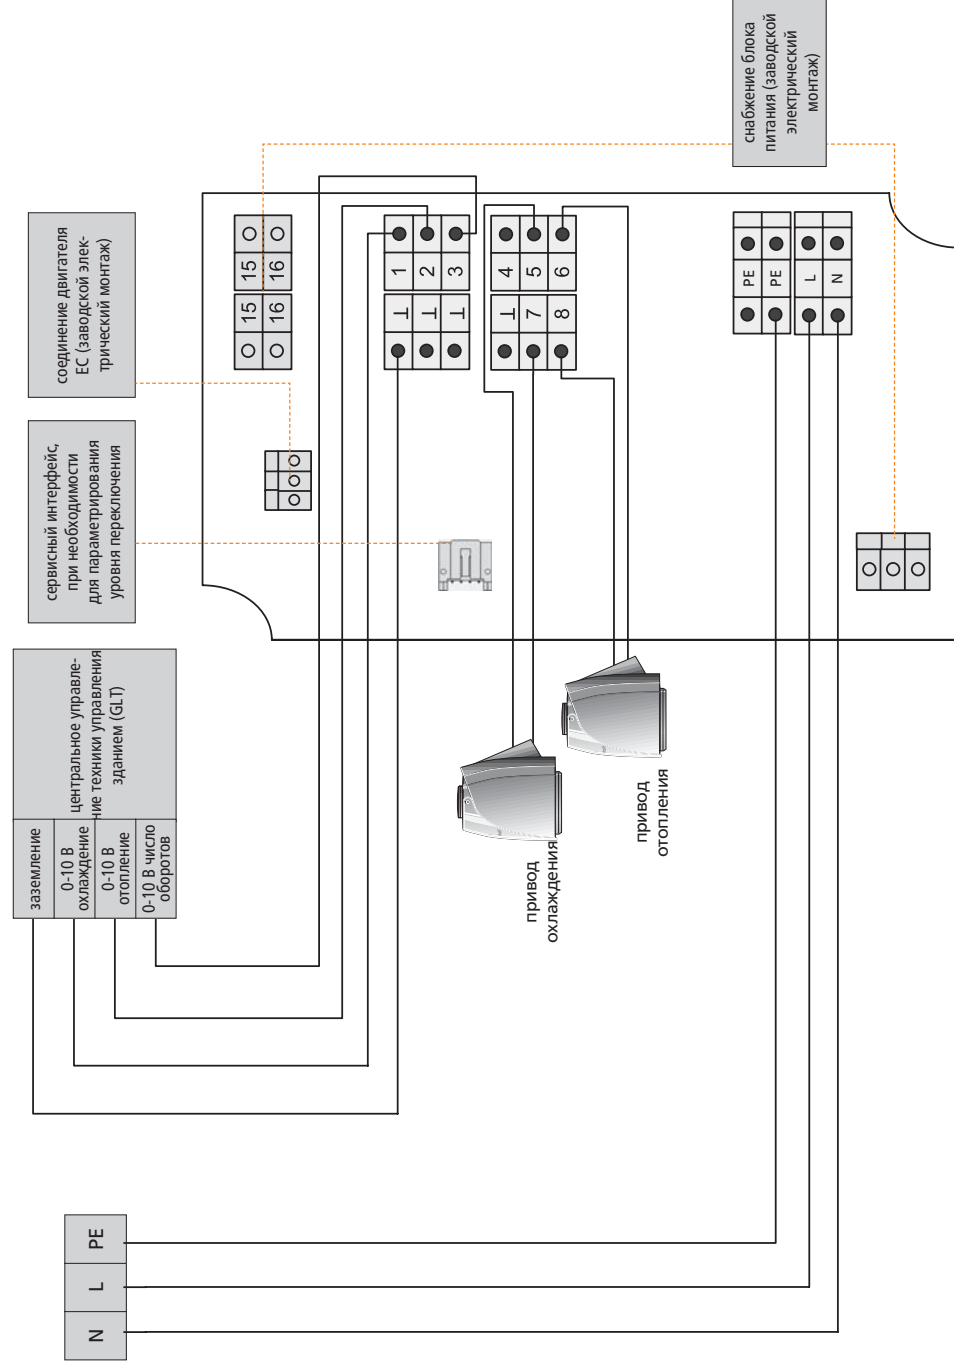 соединение двигателя
EC (заводской элек-
трический монтаж)
сервисный интерфейс,
при необходимости
для параметрирования
уровня переключения
центральное управле-
ние техники управления
зданием (GLT)
заземление
0-10 В
охлаждение
0-10 В
отопление
0-10 В число
оборотов
снабжение блока
питания (заводской
электрический
монтаж)
15
16
15
16
1
2
3
⊥
⊥
⊥
4
5
6
⊥
7
8
PE
PE
L
N
привод
охлаждения
привод
отопления
PE
L
N